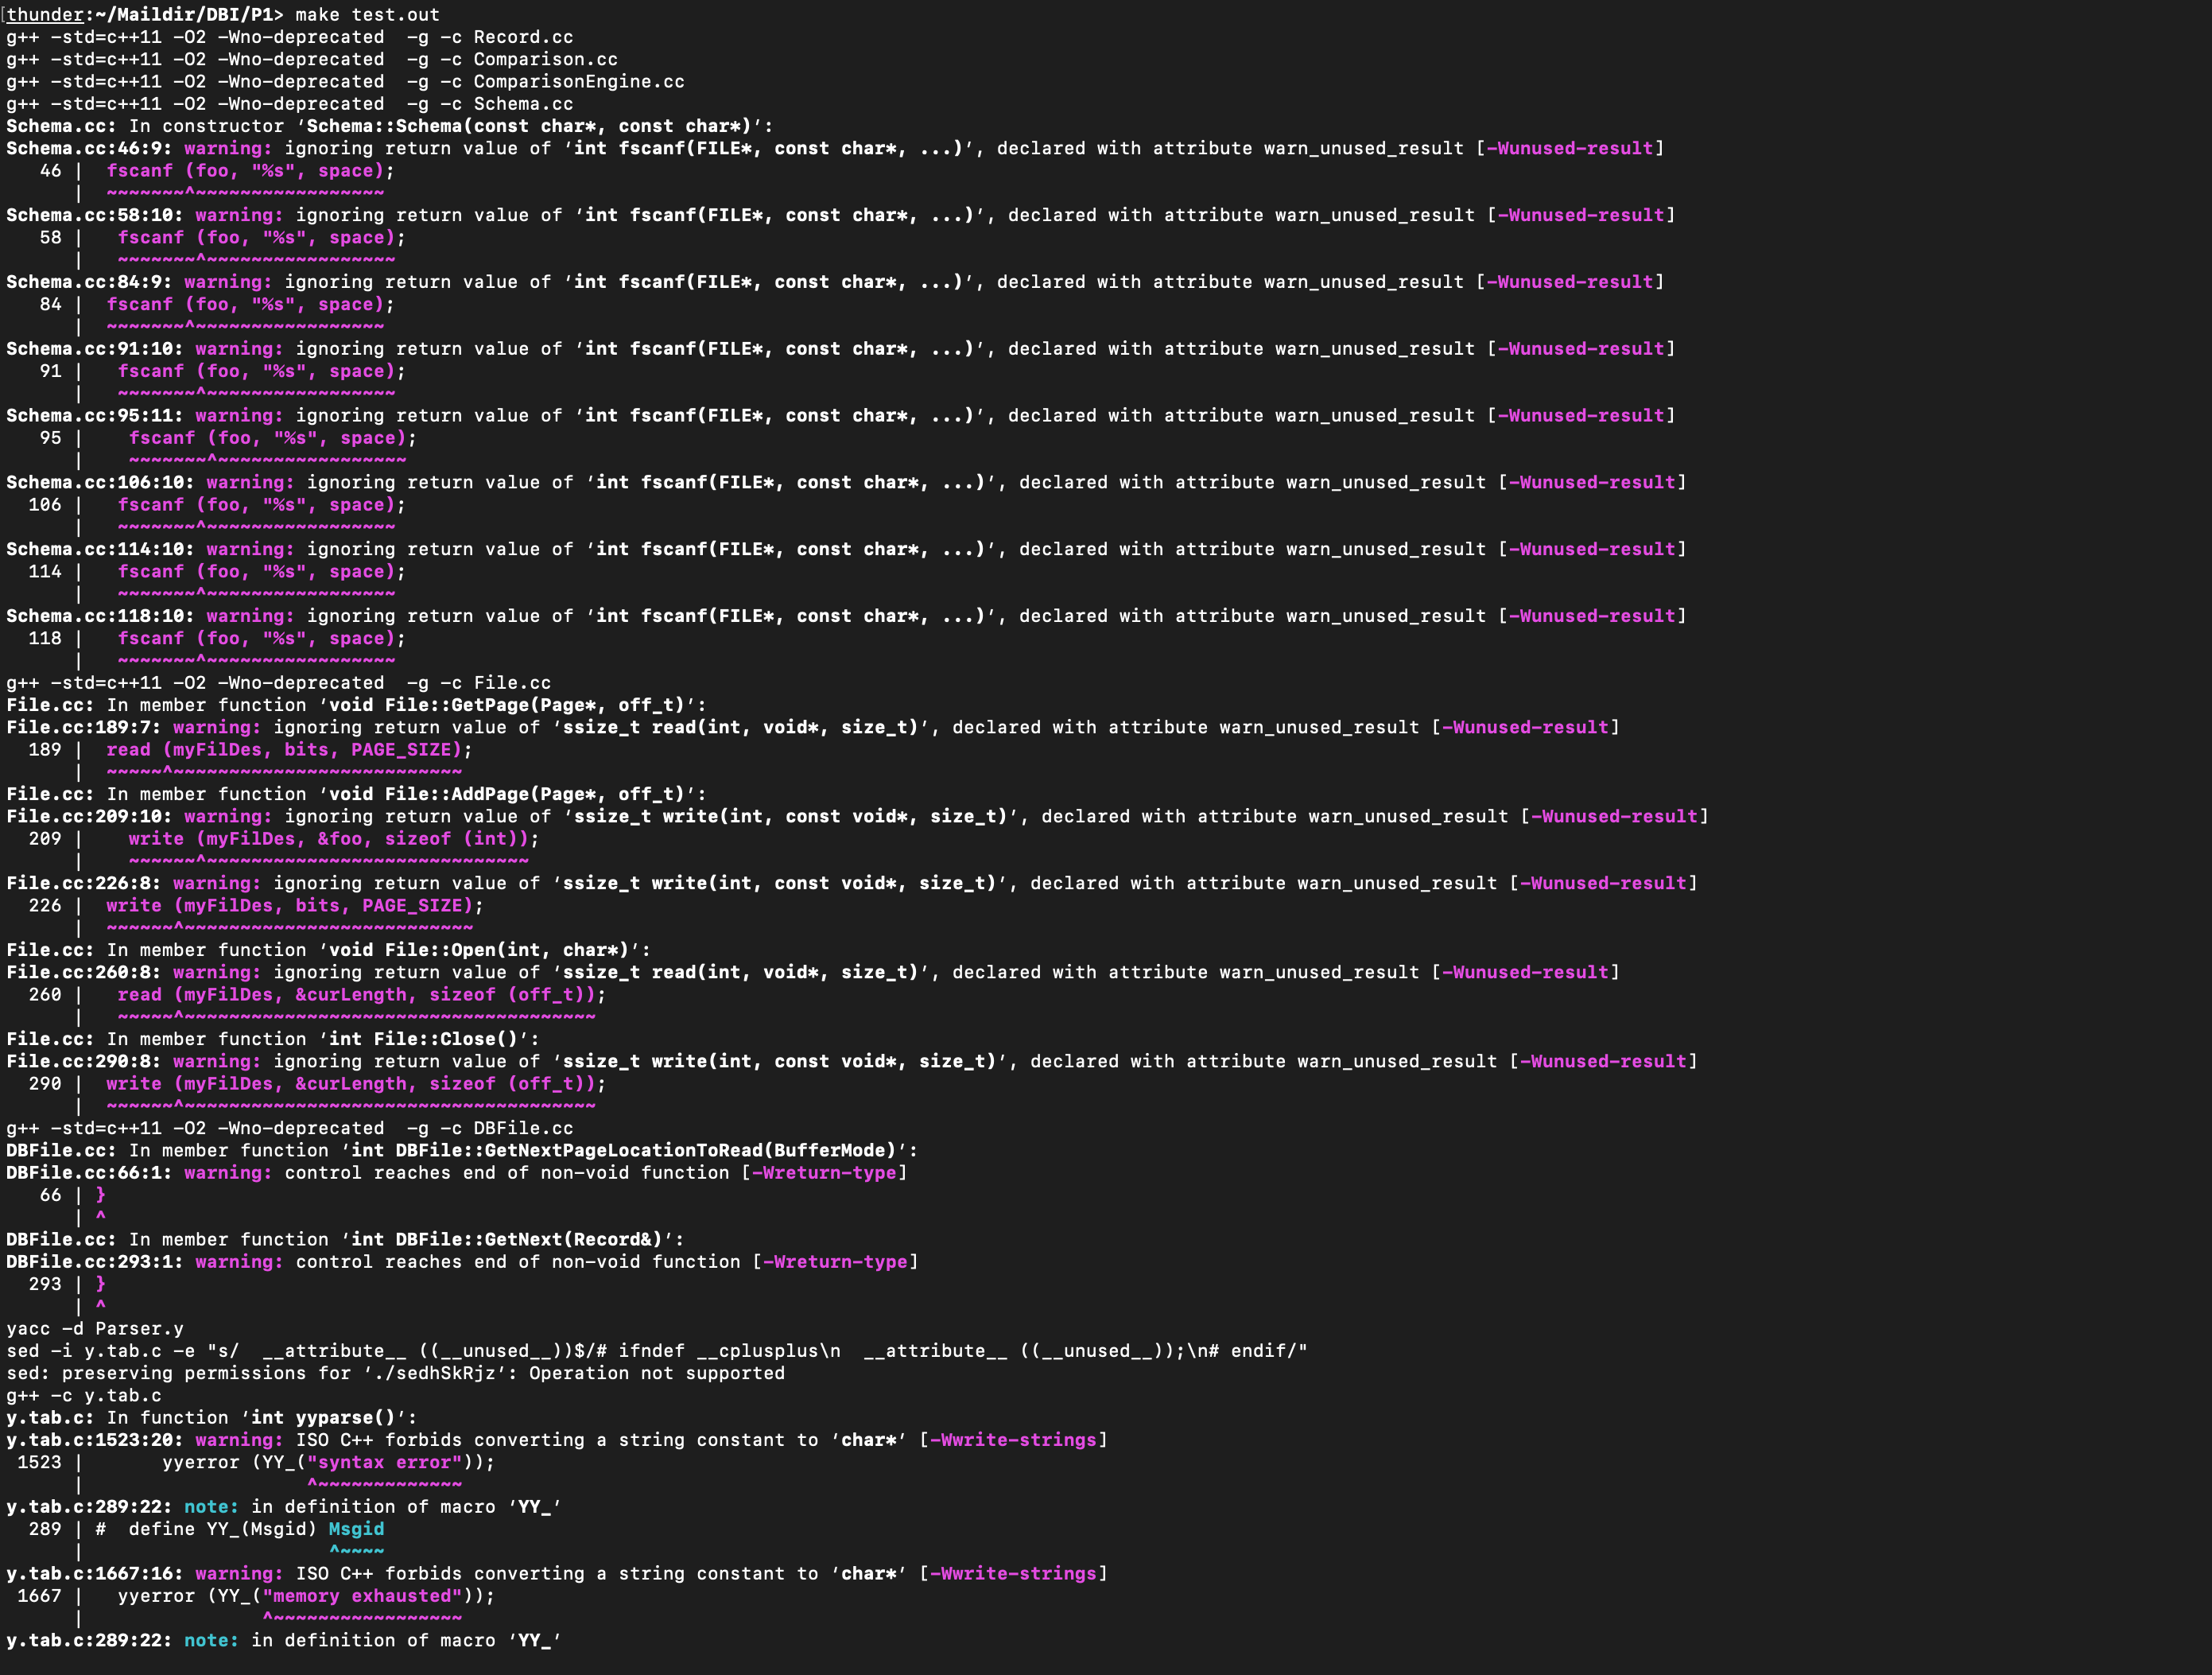 [thunder:~/Maildir/DBI/P1> make test.out
g++ -std=c++11 -O2 -Wno-deprecated  -g -c Record.cc
g++ -std=c++11 -O2 -Wno-deprecated  -g -c Comparison.cc
g++ -std=c++11 -O2 -Wno-deprecated  -g -c ComparisonEngine.cc
g++ -std=c++11 -O2 -Wno-deprecated  -g -c Schema.cc
Schema.cc: In constructor ‘Schema::Schema(const char*, const char*)’:
Schema.cc:46:9: warning: ignoring return value of ‘int fscanf(FILE*, const char*, ...)’, declared with attribute warn_unused_result [-Wunused-result]
   46 |  fscanf (foo, "%s", space);
      |  ~~~~~~~^~~~~~~~~~~~~~~~~~
Schema.cc:58:10: warning: ignoring return value of ‘int fscanf(FILE*, const char*, ...)’, declared with attribute warn_unused_result [-Wunused-result]
   58 |   fscanf (foo, "%s", space);
      |   ~~~~~~~^~~~~~~~~~~~~~~~~~
Schema.cc:84:9: warning: ignoring return value of ‘int fscanf(FILE*, const char*, ...)’, declared with attribute warn_unused_result [-Wunused-result]
   84 |  fscanf (foo, "%s", space);
      |  ~~~~~~~^~~~~~~~~~~~~~~~~~
Schema.cc:91:10: warning: ignoring return value of ‘int fscanf(FILE*, const char*, ...)’, declared with attribute warn_unused_result [-Wunused-result]
   91 |   fscanf (foo, "%s", space);
      |   ~~~~~~~^~~~~~~~~~~~~~~~~~
Schema.cc:95:11: warning: ignoring return value of ‘int fscanf(FILE*, const char*, ...)’, declared with attribute warn_unused_result [-Wunused-result]
   95 |    fscanf (foo, "%s", space);
      |    ~~~~~~~^~~~~~~~~~~~~~~~~~
Schema.cc:106:10: warning: ignoring return value of ‘int fscanf(FILE*, const char*, ...)’, declared with attribute warn_unused_result [-Wunused-result]
  106 |   fscanf (foo, "%s", space);
      |   ~~~~~~~^~~~~~~~~~~~~~~~~~
Schema.cc:114:10: warning: ignoring return value of ‘int fscanf(FILE*, const char*, ...)’, declared with attribute warn_unused_result [-Wunused-result]
  114 |   fscanf (foo, "%s", space);
      |   ~~~~~~~^~~~~~~~~~~~~~~~~~
Schema.cc:118:10: warning: ignoring return value of ‘int fscanf(FILE*, const char*, ...)’, declared with attribute warn_unused_result [-Wunused-result]
  118 |   fscanf (foo, "%s", space);
      |   ~~~~~~~^~~~~~~~~~~~~~~~~~
g++ -std=c++11 -O2 -Wno-deprecated  -g -c File.cc
File.cc: In member function ‘void File::GetPage(Page*, off_t)’:
File.cc:189:7: warning: ignoring return value of ‘ssize_t read(int, void*, size_t)’, declared with attribute warn_unused_result [-Wunused-result]
  189 |  read (myFilDes, bits, PAGE_SIZE);
      |  ~~~~~^~~~~~~~~~~~~~~~~~~~~~~~~~~
File.cc: In member function ‘void File::AddPage(Page*, off_t)’:
File.cc:209:10: warning: ignoring return value of ‘ssize_t write(int, const void*, size_t)’, declared with attribute warn_unused_result [-Wunused-result]
  209 |    write (myFilDes, &foo, sizeof (int));
      |    ~~~~~~^~~~~~~~~~~~~~~~~~~~~~~~~~~~~~
File.cc:226:8: warning: ignoring return value of ‘ssize_t write(int, const void*, size_t)’, declared with attribute warn_unused_result [-Wunused-result]
  226 |  write (myFilDes, bits, PAGE_SIZE);
      |  ~~~~~~^~~~~~~~~~~~~~~~~~~~~~~~~~~
File.cc: In member function ‘void File::Open(int, char*)’:
File.cc:260:8: warning: ignoring return value of ‘ssize_t read(int, void*, size_t)’, declared with attribute warn_unused_result [-Wunused-result]
  260 |   read (myFilDes, &curLength, sizeof (off_t));
      |   ~~~~~^~~~~~~~~~~~~~~~~~~~~~~~~~~~~~~~~~~~~~
File.cc: In member function ‘int File::Close()’:
File.cc:290:8: warning: ignoring return value of ‘ssize_t write(int, const void*, size_t)’, declared with attribute warn_unused_result [-Wunused-result]
  290 |  write (myFilDes, &curLength, sizeof (off_t));
      |  ~~~~~~^~~~~~~~~~~~~~~~~~~~~~~~~~~~~~~~~~~~~~
g++ -std=c++11 -O2 -Wno-deprecated  -g -c DBFile.cc
DBFile.cc: In member function ‘int DBFile::GetNextPageLocationToRead(BufferMode)’:
DBFile.cc:66:1: warning: control reaches end of non-void function [-Wreturn-type]
   66 | }
      | ^
DBFile.cc: In member function ‘int DBFile::GetNext(Record&)’:
DBFile.cc:293:1: warning: control reaches end of non-void function [-Wreturn-type]
  293 | }
      | ^
yacc -d Parser.y
sed -i y.tab.c -e "s/  __attribute__ ((__unused__))$/# ifndef __cplusplus\n  __attribute__ ((__unused__));\n# endif/"
sed: preserving permissions for ‘./sedhSkRjz’: Operation not supported
g++ -c y.tab.c
y.tab.c: In function ‘int yyparse()’:
y.tab.c:1523:20: warning: ISO C++ forbids converting a string constant to ‘char*’ [-Wwrite-strings]
 1523 |       yyerror (YY_("syntax error"));
      |                    ^~~~~~~~~~~~~~
y.tab.c:289:22: note: in definition of macro ‘YY_’
  289 | #  define YY_(Msgid) Msgid
      |                      ^~~~~
y.tab.c:1667:16: warning: ISO C++ forbids converting a string constant to ‘char*’ [-Wwrite-strings]
 1667 |   yyerror (YY_("memory exhausted"));
      |                ^~~~~~~~~~~~~~~~~~
y.tab.c:289:22: note: in definition of macro ‘YY_’